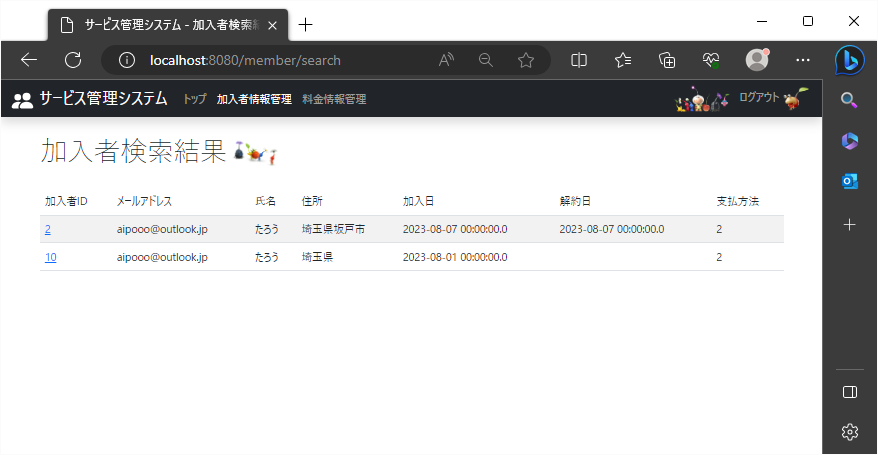 サービス管理システム - 加入者検索結
localhost:8080/member/search
サービス管理システム トップ 加入者情報管理 料金情報管理 ログアウト
加入者検索結果
加入者ID メールアドレス 氏名 住所 加入日 解約日 支払方法
2 aipooo@outlook.jp たろう 埼玉県坂戸市 2023-08-07 00:00:00.0 2023-08-07 00:00:00.0 2
10 aipooo@outlook.jp たろう 埼玉県 2023-08-01 00:00:00.0 2